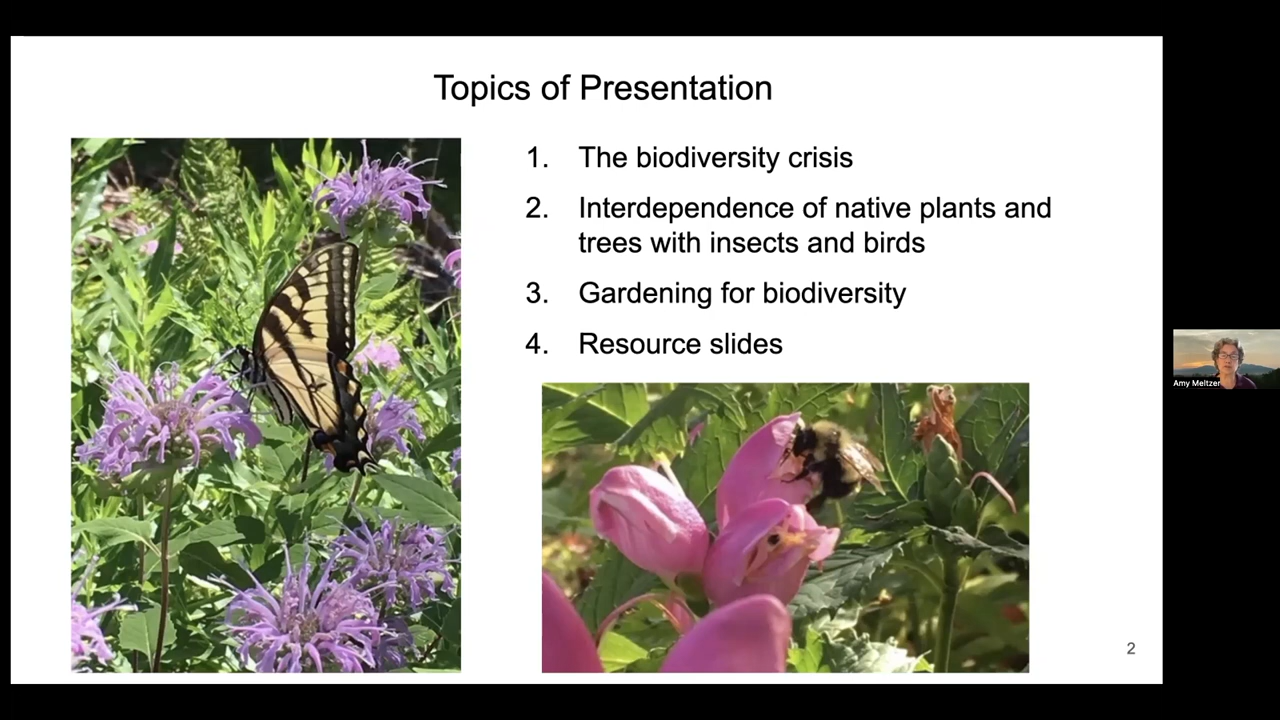 Topics of Presentation
1. The biodiversity crisis
2. Interdependence of native plants and
trees with insects and birds
3. Gardening for biodiversity
4. Resource slides
Amy Meltzer
2